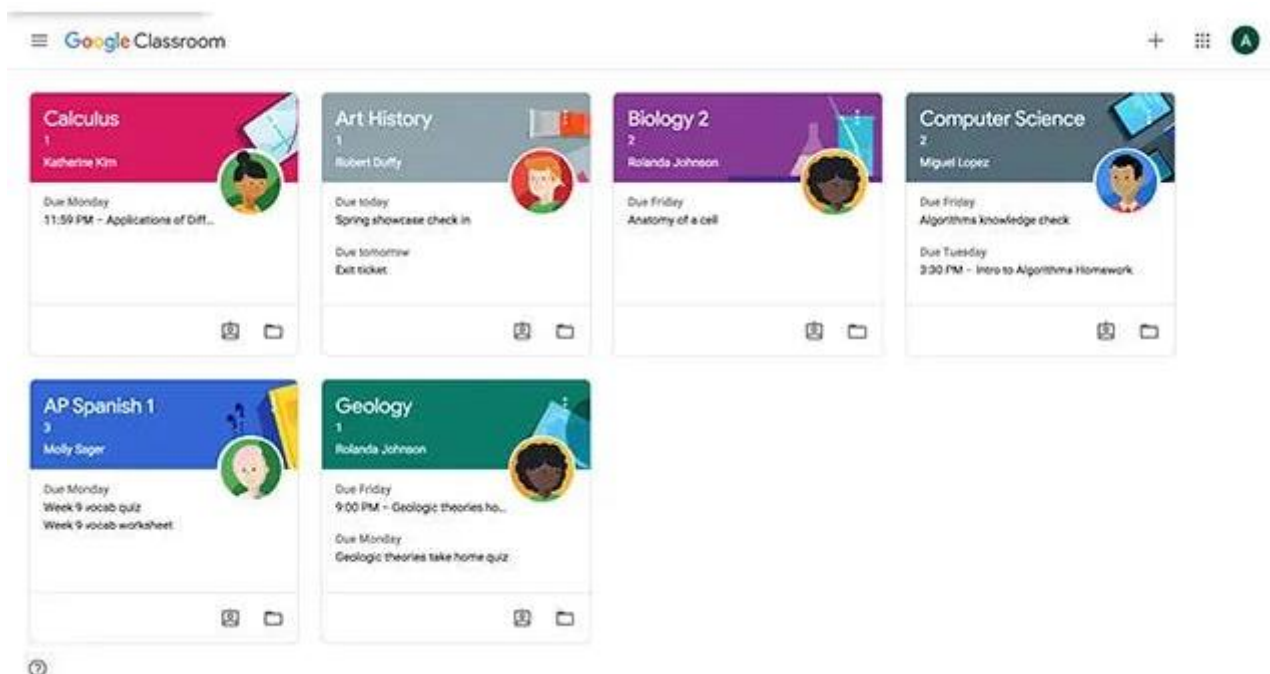 Google Classroom
A
Calculus
1
Katherine Kim
Due Monday
11:59 PM – Applications of Diff...
Art History
1
Robert Duffy
Due today
Spring showcase check in
Due tomorrow
Exit ticket
Biology 2
2
Rolanda Johnson
Due Friday
Anatomy of a cell
Computer Science
2
Miguel Lopez
Due Friday
Algorithms knowledge check
Due Tuesday
3:30 PM – Intro to Algorithms Homework
AP Spanish 1
3
Molly Sager
Due Monday
Week 9 vocab quiz
Week 9 vocab worksheet
Geology
1
Rolanda Johnson
Due Friday
9:00 PM – Geologic theories ho...
Due Monday
Geologic theories take home quiz